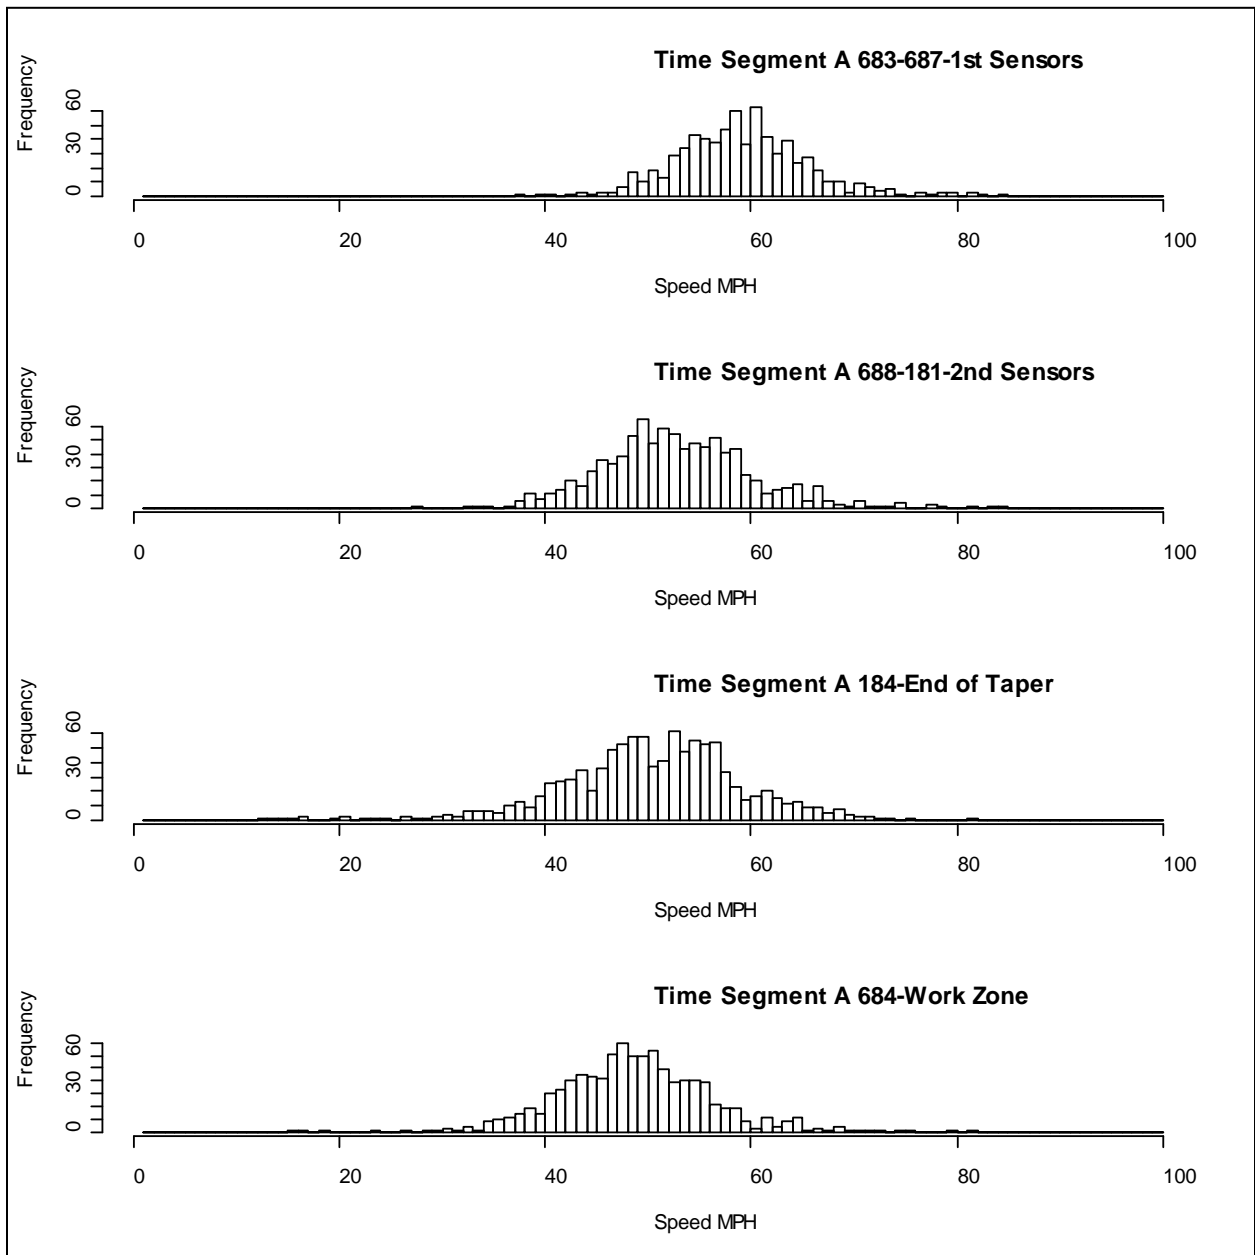 Time Segment A 683-687-1st Sensors
Frequency
60
30
0
0 20 40 60 80 100
Speed MPH
Time Segment A 688-181-2nd Sensors
Frequency
60
30
0
0 20 40 60 80 100
Speed MPH
Time Segment A 184-End of Taper
Frequency
60
30
0
0 20 40 60 80 100
Speed MPH
Time Segment A 684-Work Zone
Frequency
60
30
0
0 20 40 60 80 100
Speed MPH